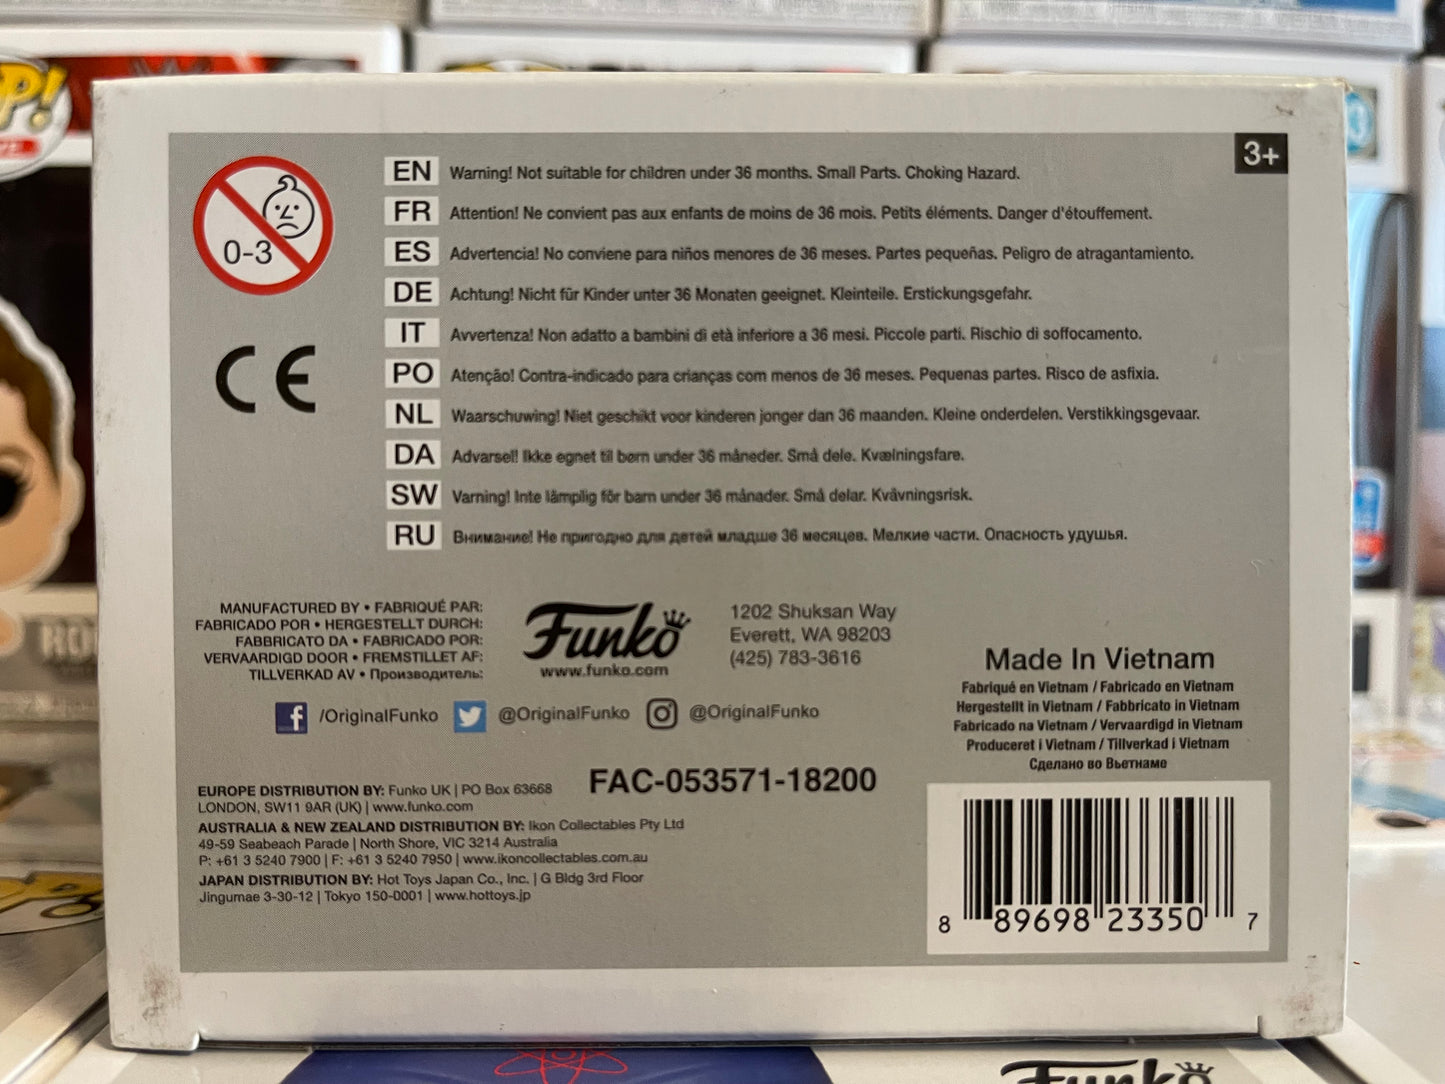 3+
0-3
EN Warning! Not suitable for children under 36 months. Small Parts. Choking Hazard.
FR Attention! Ne convient pas aux enfants de moins de 36 mois. Petits éléments. Danger d'étouffement.
ES Advertencia! No conviene para niños menores de 36 meses. Partes pequeñas. Peligro de atragantamiento.
DE Achtung! Nicht für Kinder unter 36 Monaten geeignet. Kleinteile. Erstickungsgefahr.
IT Avvertenza! Non adatto a bambini di età inferiore a 36 mesi. Piccole parti. Rischio di soffocamento.
PO Atenção! Contra-indicado para crianças com menos de 36 meses. Pequenas partes. Risco de asfixia.
NL Waarschuwing! Niet geschikt voor kinderen jonger dan 36 maanden. Kleine onderdelen. Verstikkingsgevaar.
DA Advarsel! Ikke egnet til børn under 36 måneder. Små dele. Kvælningsfare.
SW Varning! Inte lämplig för barn under 36 månader. Små delar. Kvävningsrisk.
RU Внимание! Не пригодно для детей младше 36 месяцев. Мелкие части. Опасность удушья.
CE
MANUFACTURED BY • FABRIQUÉ PAR:
FABRICADO POR • HERGESTELLT DURCH:
FABBRICATO DA • FABRICADO POR:
VERVAARDIGD DOOR • FREMSTILLET AF:
TILLVERKAD AV • Производитель:
Funko
www.funko.com
1202 Shuksan Way
Everett, WA 98203
(425) 783-3616
/OriginalFunko @OriginalFunko @OriginalFunko
Made In Vietnam
Fabriqué en Vietnam / Fabricado en Vietnam
Hergestellt in Vietnam / Fabbricato in Vietnam
Fabricado na Vietnam / Vervaardigd in Vietnam
Produceret i Vietnam / Tillverkad i Vietnam
Сделано во Вьетнаме
FAC-053571-18200
EUROPE DISTRIBUTION BY: Funko UK | PO Box 63668
LONDON, SW11 9AR (UK) | www.funko.com
AUSTRALIA & NEW ZEALAND DISTRIBUTION BY: Ikon Collectables Pty Ltd
49-59 Seabeach Parade | North Shore, VIC 3214 Australia
P: +61 3 5240 7900 | F: +61 3 5240 7950 | www.ikoncollectables.com.au
JAPAN DISTRIBUTION BY: Hot Toys Japan Co., Inc. | G Bldg 3rd Floor
Jingumae 3-30-12 | Tokyo 150-0001 | www.hottoys.jp
8 89698 23350 7
Funko